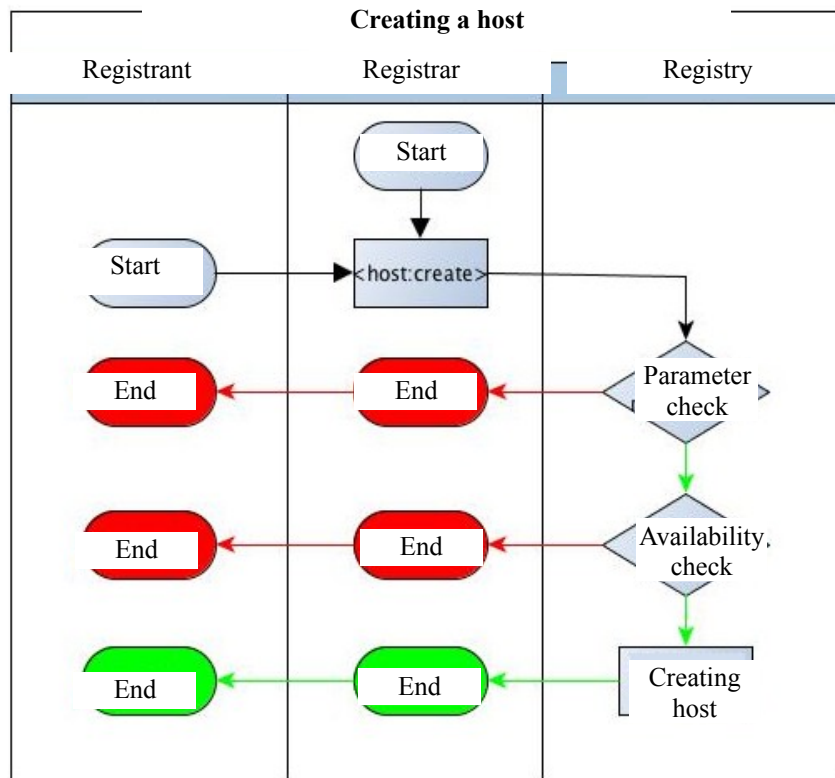 Creating a host
Registrant
Registrar
Registry
Start
Start
<host:create>
End
End
Parameter
check
End
End
Availability
check
End
End
Creating
host